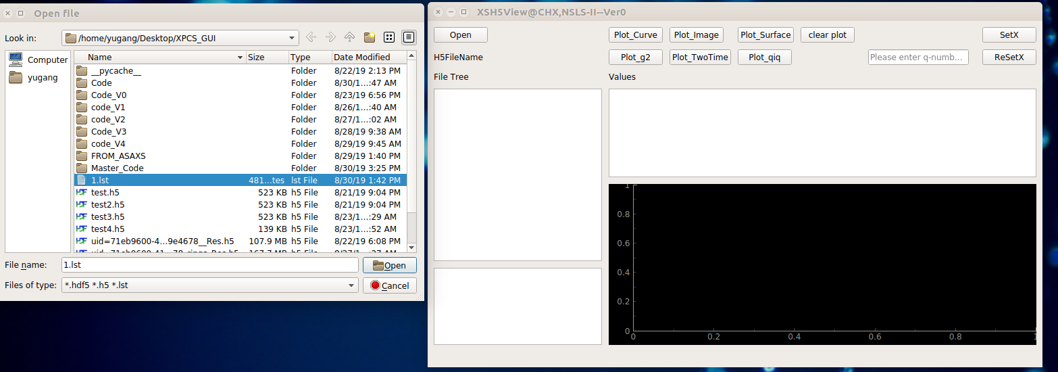 Open file
Look in: /home/yugang/Desktop/XPCS_GUI
Computer
yugang
Name Size Type Date Modified
__pycache__ Folder 8/22/19 2:13 PM
Code Folder 8/30/1...:47 AM
Code_V0 Folder 8/23/19 6:56 PM
code_V1 Folder 8/26/1...:40 AM
code_V2 Folder 8/27/1...:02 AM
Code_V3 Folder 8/28/19 9:38 AM
code_V4 Folder 8/29/19 9:45 AM
FROM_ASAXS Folder 8/29/19 1:40 PM
Master_Code Folder 8/30/19 3:25 PM
1.lst 481...tes lst File 8/30/19 1:42 PM
test.h5 523 KB h5 File 8/21/19 9:04 PM
test2.h5 523 KB h5 File 8/21/19 9:04 PM
test3.h5 523 KB h5 File 8/23/1...:29 AM
test4.h5 139 KB h5 File 8/23/1...:52 AM
uid=71eb9600-4...9e4678__Res.h5 107.9 MB h5 File 8/22/19 6:08 PM
File name: 1.lst Open
Files of type: *.hdf5 *.h5 *.lst Cancel
XSH5View@CHX,NSLS-II--Ver0
Open Plot_Curve Plot_Image Plot_Surface clear plot SetX
H5FileName Plot_g2 Plot_TwoTime Plot_qiq Please enter q-numb... ReSetX
File Tree Values
1
0.8
0.6
0.4
0.2
0
0 0.2 0.4 0.6 0.8 1